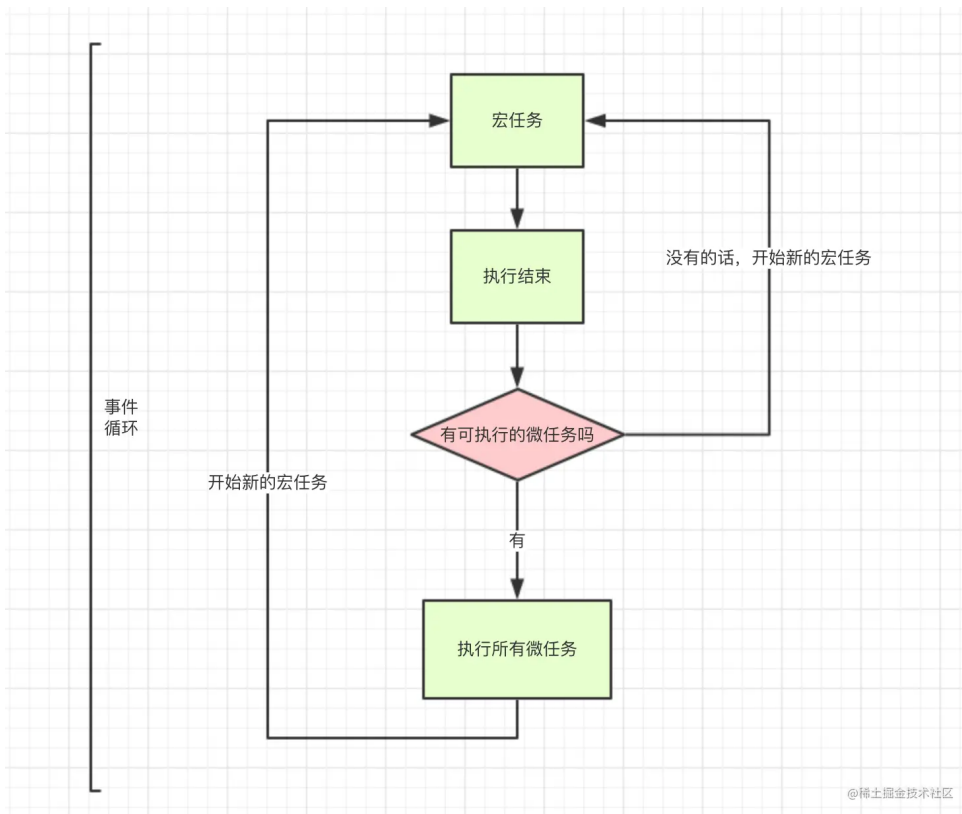 宏任务
执行结束
没有的话，开始新的宏任务
事件
循环
有可执行的微任务吗
开始新的宏任务
有
执行所有微任务
@稀土掘金技术社区